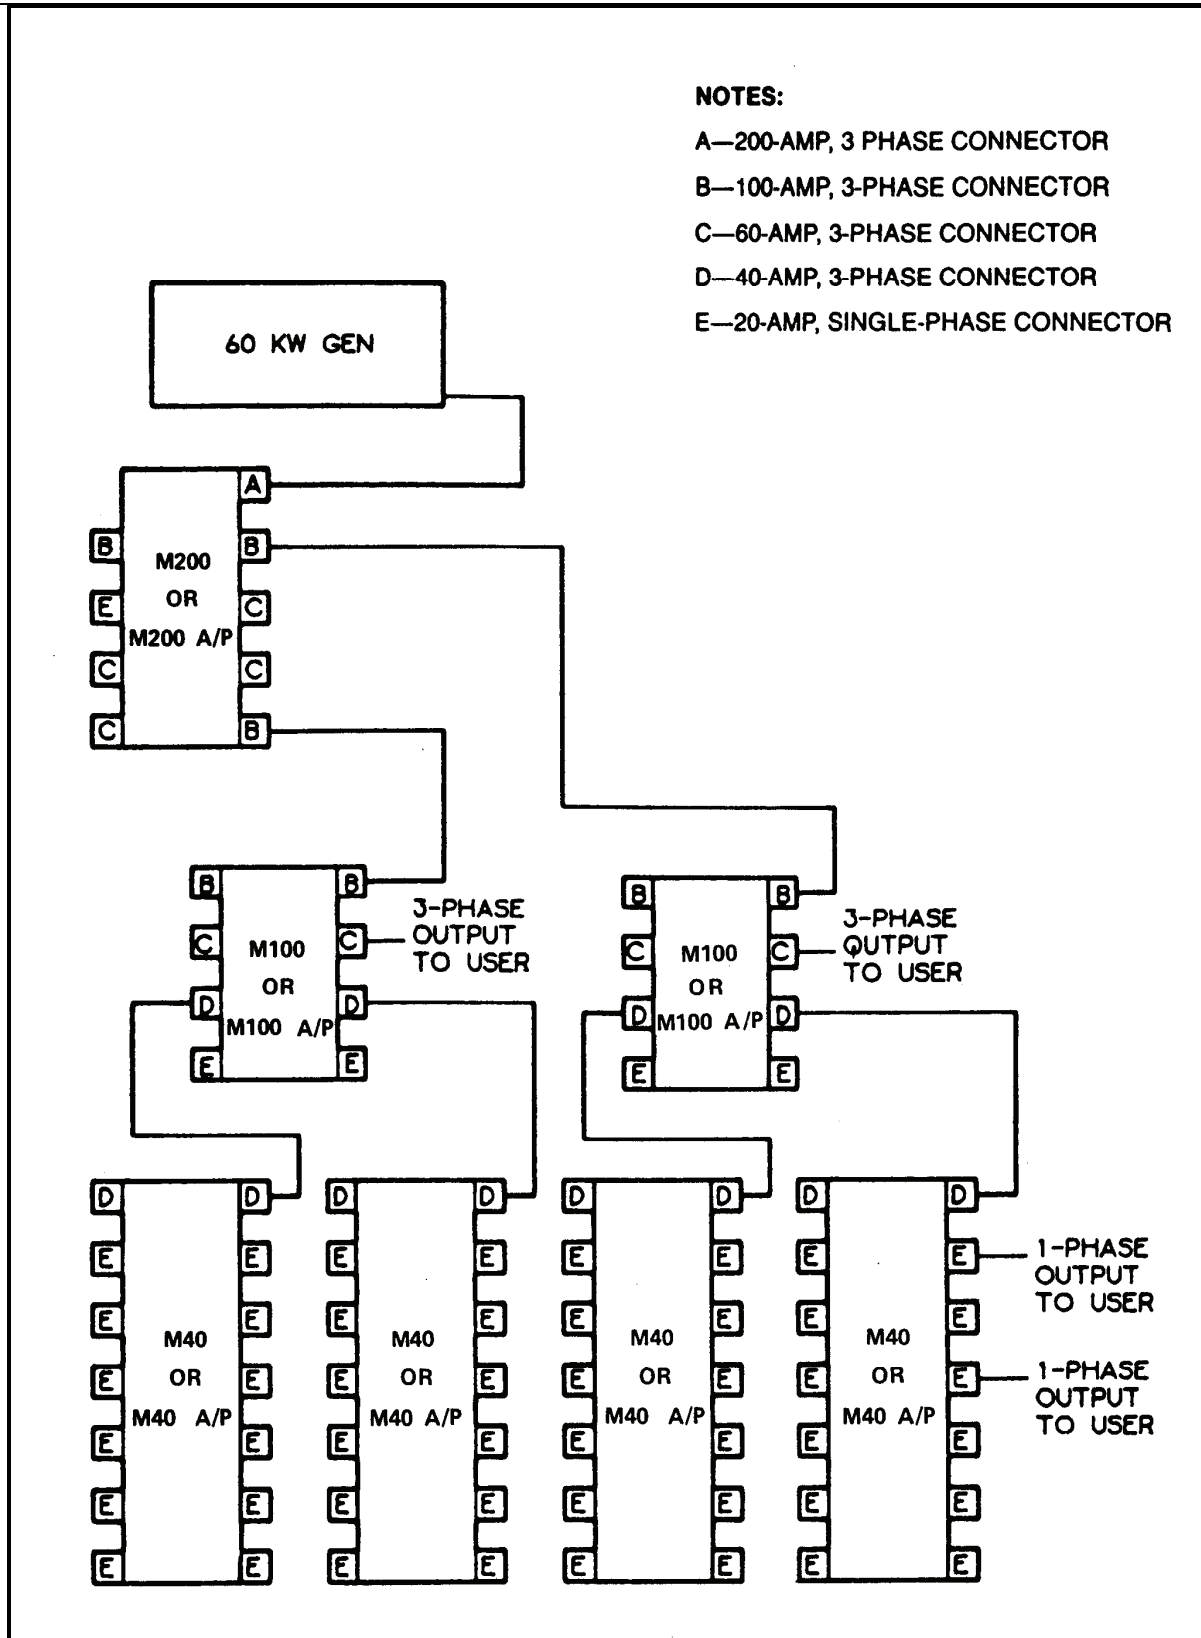 NOTES:
A—200-AMP, 3 PHASE CONNECTOR
B—100-AMP, 3-PHASE CONNECTOR
C—60-AMP, 3-PHASE CONNECTOR
D—40-AMP, 3-PHASE CONNECTOR
E—20-AMP, SINGLE-PHASE CONNECTOR
60 KW GEN
A
B M200 B
E OR C
M200 A/P
C C
C B
B B
C M100 C
3-PHASE
OUTPUT
TO USER
OR
D M100 A/P D
E E
B B
C M100 C
3-PHASE
OUTPUT
TO USER
OR
D M100 A/P D
E E
D D
E E
E E
M40
OR
E E
M40 A/P
E E
E E
E E
D D
E E
E E
M40
OR
E E
M40 A/P
E E
E E
E E
D D
E E
E E
M40
OR
E E
M40 A/P
E E
E E
E E
D D
E E
1-PHASE
OUTPUT
TO USER
E E
M40
OR
E E
1-PHASE
OUTPUT
TO USER
M40 A/P
E E
E E
E E